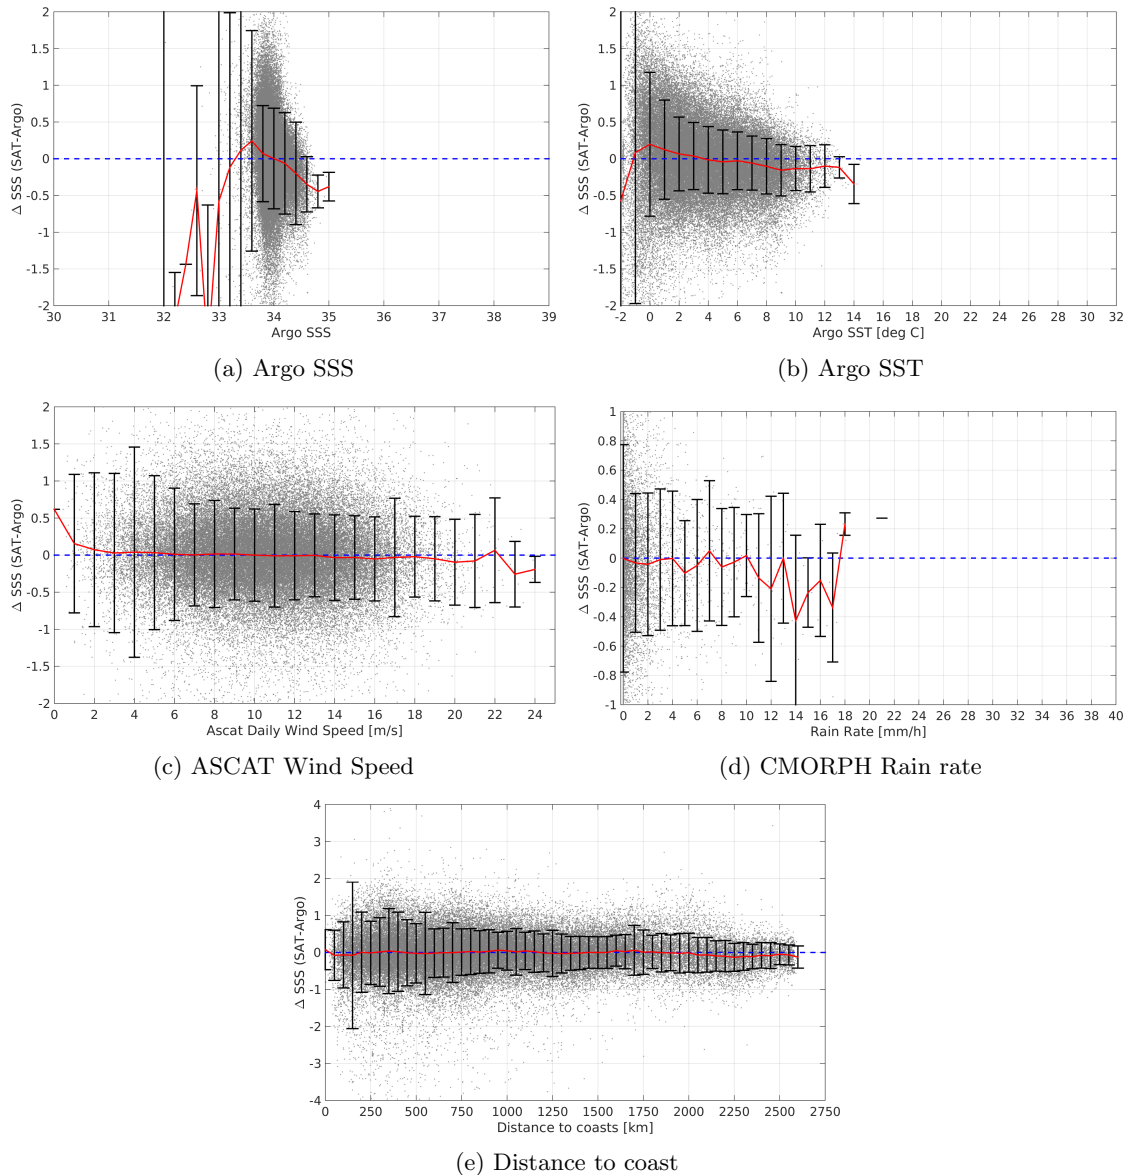 2
1.5
1
0.5
0
-0.5
-1
-1.5
-2
Δ SSS (SAT-Argo)
30 31 32 33 34 35 36 37 38 39
Argo SSS
(a) Argo SSS
2
1.5
1
0.5
0
-0.5
-1
-1.5
-2
Δ SSS (SAT-Argo)
-2 0 2 4 6 8 10 12 14 16 18 20 22 24 26 28 30 32
Argo SST [deg C]
(b) Argo SST
2
1.5
1
0.5
0
-0.5
-1
-1.5
-2
Δ SSS (SAT-Argo)
0 2 4 6 8 10 12 14 16 18 20 22 24
Ascat Daily Wind Speed [m/s]
(c) ASCAT Wind Speed
1
0.8
0.6
0.4
0.2
0
-0.2
-0.4
-0.6
-0.8
-1
Δ SSS (SAT-Argo)
0 2 4 6 8 10 12 14 16 18 20 22 24 26 28 30 32 34 36 38 40
Rain Rate [mm/h]
(d) CMORPH Rain rate
4
3
2
1
0
-1
-2
-3
-4
Δ SSS (SAT-Argo)
0 250 500 750 1000 1250 1500 1750 2000 2250 2500 2750
Distance to coasts [km]
(e) Distance to coast